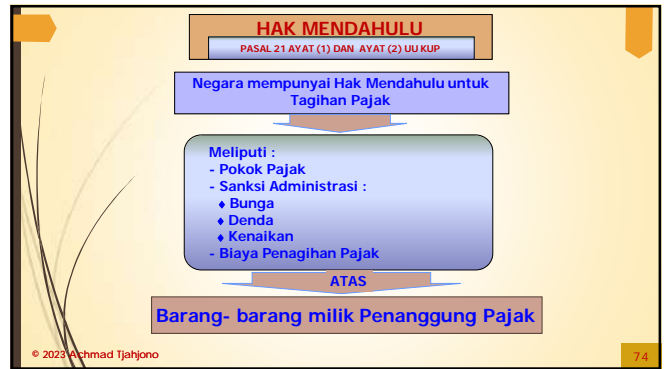 HAK MENDAHULU
PASAL 21 AYAT (1) DAN AYAT (2) UU KUP
Negara mempunyai Hak Mendahulu untuk
Tagihan Pajak
Meliputi :
- Pokok Pajak
- Sanksi Administrasi :
♦ Bunga
♦ Denda
♦ Kenaikan
- Biaya Penagihan Pajak
ATAS
Barang- barang milik Penanggung Pajak
© 2023 Achmad Tjahjono
74